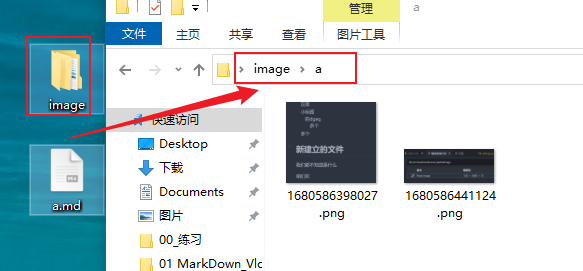 image
a.md
管理
a
文件
主页
共享
查看
图片工具
image
a
快速访问
Desktop
下载
Documents
图片
00_练习
01 MarkDown_Vlo
新建立的文件
1680586398027
.png
1680586441124
.png